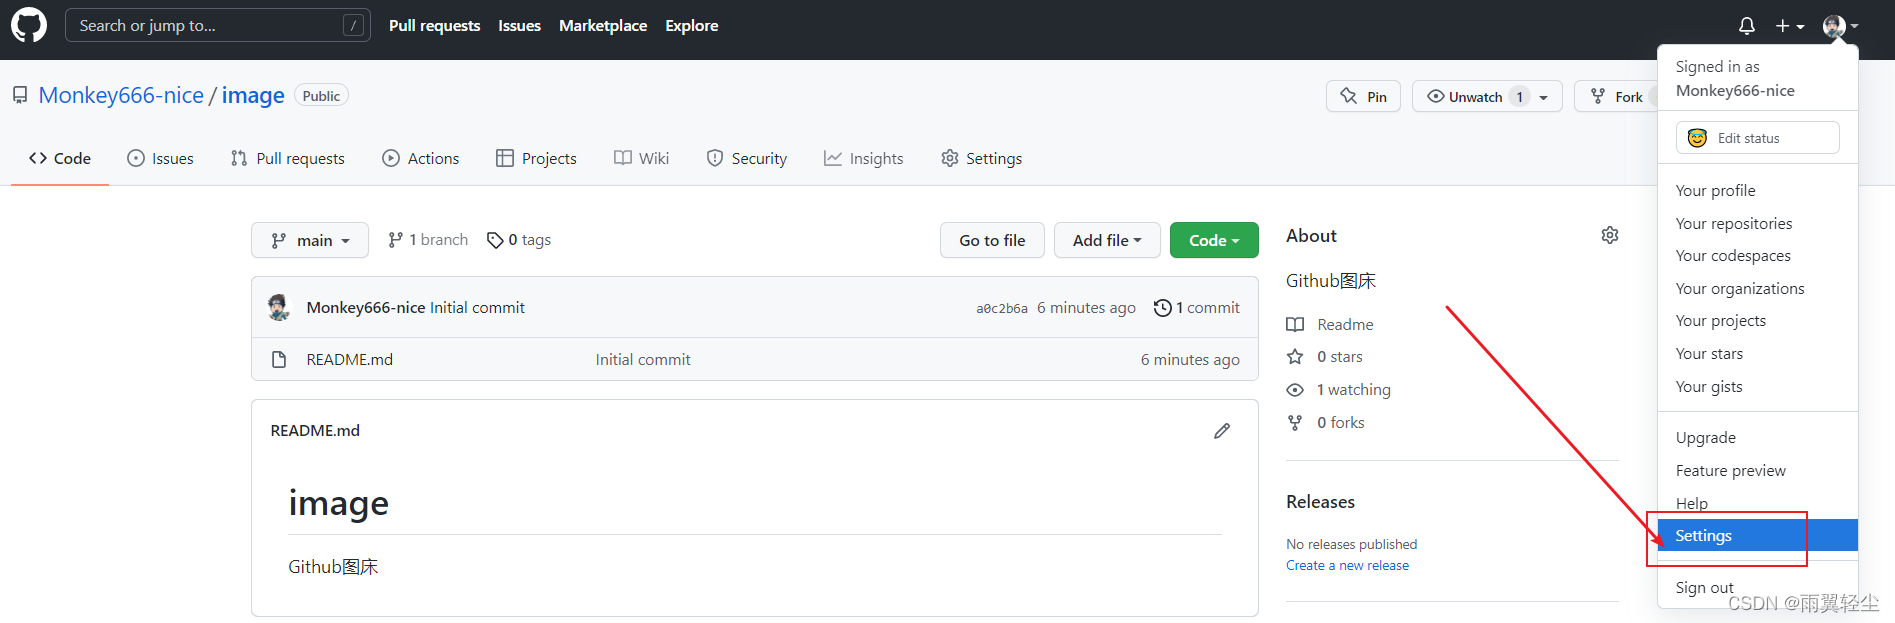 Search or jump to...
/
Pull requests
Issues
Marketplace
Explore
Monkey666-nice / image
Public
Pin
Unwatch 1
Fork
Code
Issues
Pull requests
Actions
Projects
Wiki
Security
Insights
Settings
main
1 branch
0 tags
Go to file
Add file
Code
Monkey666-nice Initial commit
a0c2b6a 6 minutes ago
1 commit
README.md
Initial commit
6 minutes ago
README.md
image
Github图床
About
Github图床
Readme
0 stars
1 watching
0 forks
Releases
No releases published
Create a new release
Signed in as
Monkey666-nice
Edit status
Your profile
Your repositories
Your codespaces
Your organizations
Your projects
Your stars
Your gists
Upgrade
Feature preview
Help
Settings
Sign out
CSDN @雨翼轻尘